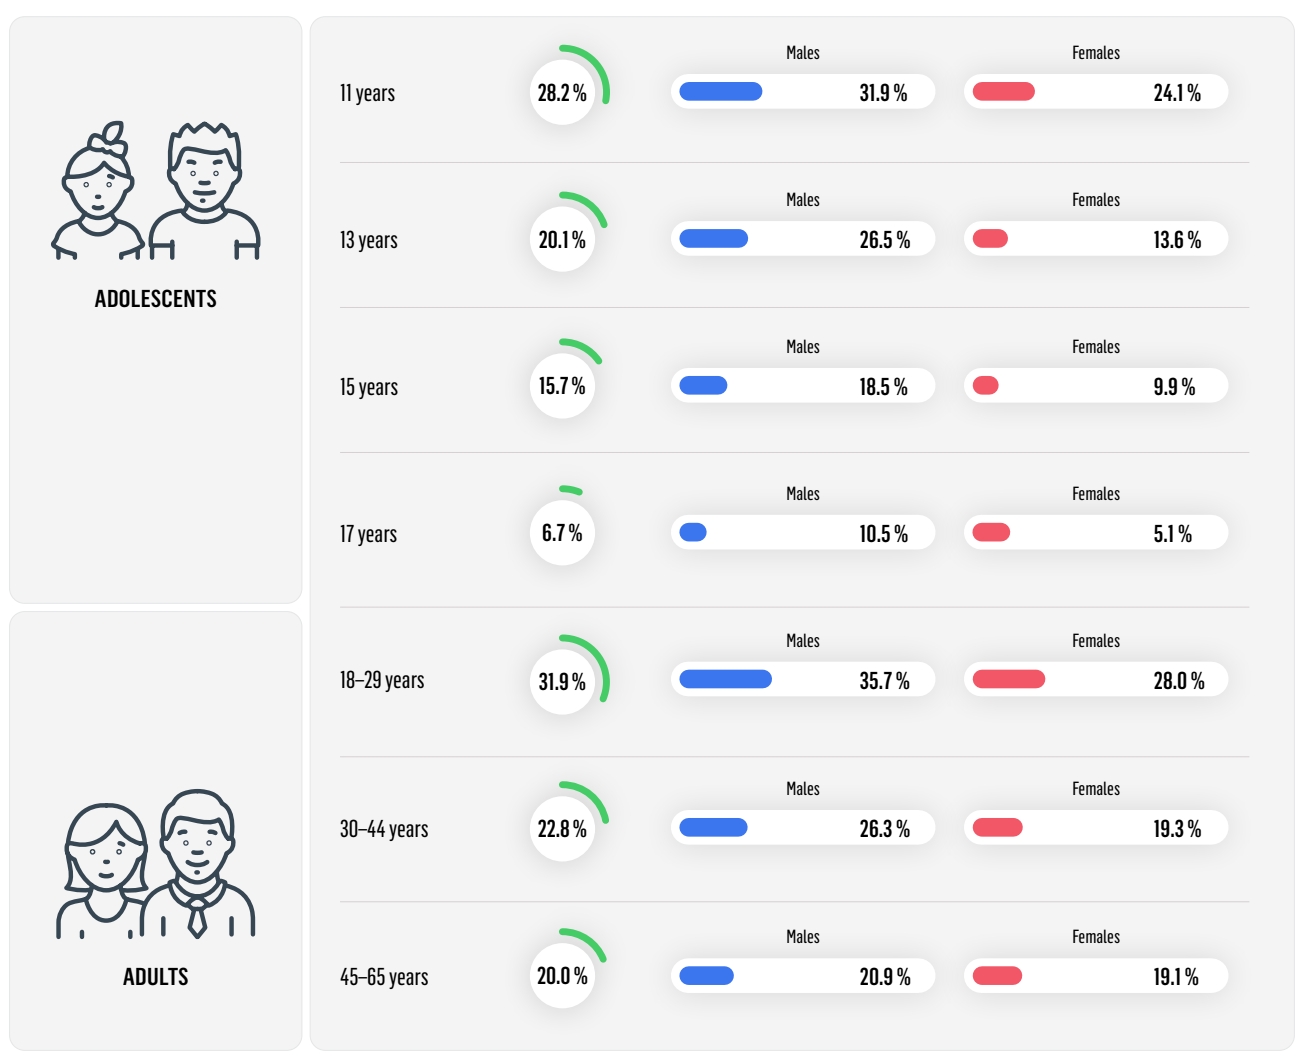 ADOLESCENTS
11 years
28.2 %
Males
31.9 %
Females
24.1 %
13 years
20.1 %
Males
26.5 %
Females
13.6 %
15 years
15.7 %
Males
18.5 %
Females
9.9 %
17 years
6.7 %
Males
10.5 %
Females
5.1 %
ADULTS
18–29 years
31.9 %
Males
35.7 %
Females
28.0 %
30–44 years
22.8 %
Males
26.3 %
Females
19.3 %
45–65 years
20.0 %
Males
20.9 %
Females
19.1 %